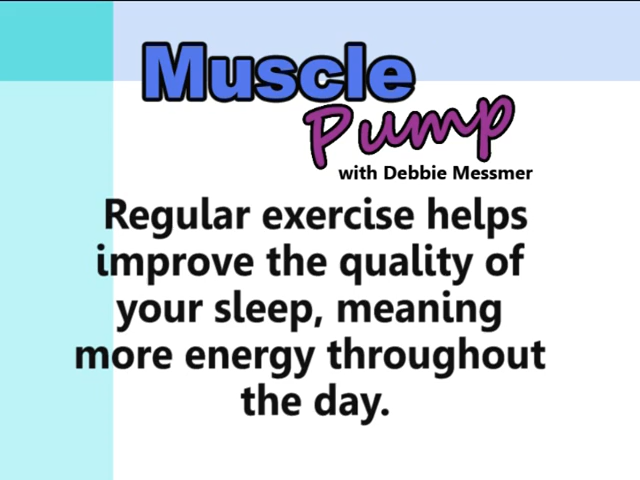 Muscle
Pump
with Debbie Messmer
Regular exercise helps
improve the quality of
your sleep, meaning
more energy throughout
the day.